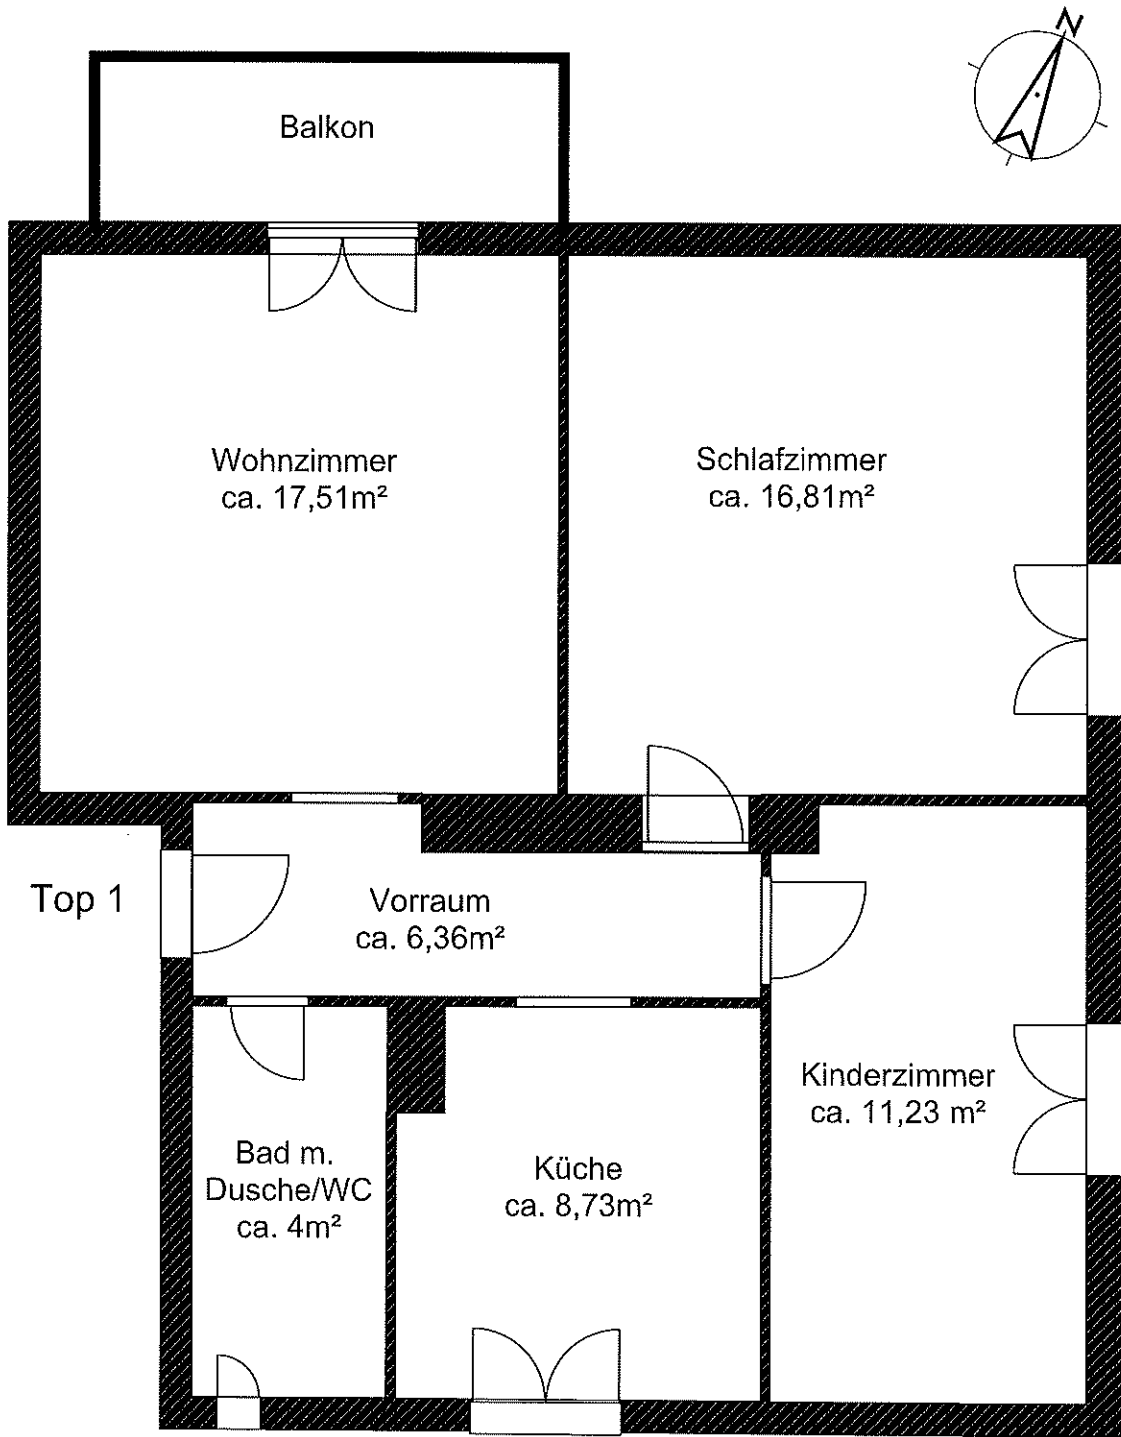 N
Balkon
Wohnzimmer
ca. 17,51m²
Schlafzimmer
ca. 16,81m²
Top 1
Vorraum
ca. 6,36m²
Kinderzimmer
ca. 11,23 m²
Bad m.
Dusche/WC
ca. 4m²
Küche
ca. 8,73m²